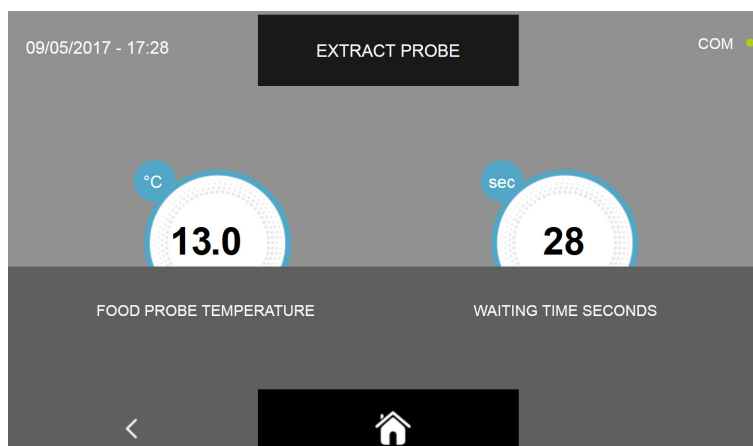 09/05/2017 - 17:28
EXTRACT PROBE
COM
°C
sec
13.0
28
FOOD PROBE TEMPERATURE
WAITING TIME SECONDS